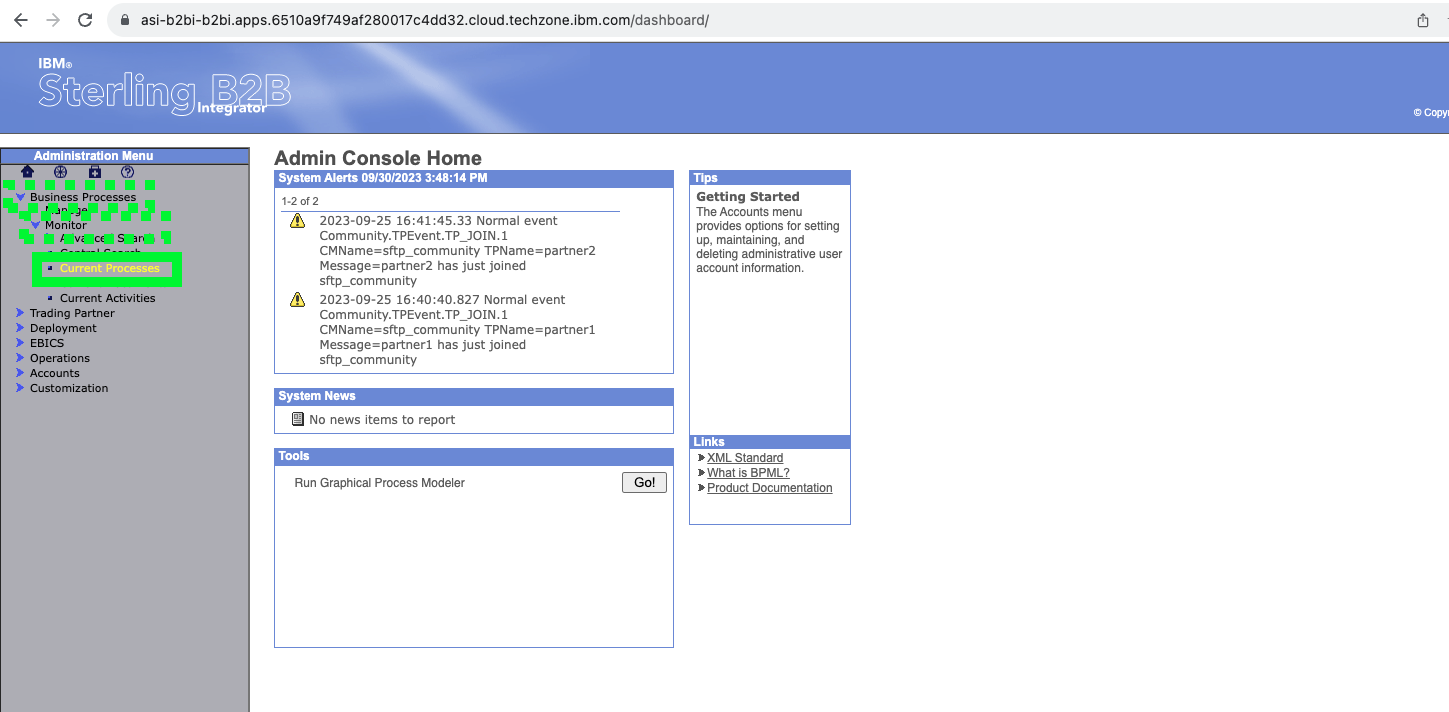 asi-b2bi-b2bi.apps.6510a9f749af280017c4dd32.cloud.techzone.ibm.com/dashboard/
IBM®
Sterling B2B
Integrator
Administration Menu
Business Processes
Manage
Monitor
Advanced Search
Central Search
Current Processes
Current Activities
Trading Partner
Deployment
EBICS
Operations
Accounts
Customization
Admin Console Home
System Alerts 09/30/2023 3:48:14 PM
1-2 of 2
2023-09-25 16:41:45.33 Normal event
Community.TPEvent.TP_JOIN.1
CMName=sftp_community TPName=partner2
Message=partner2 has just joined
sftp_community
2023-09-25 16:40:40.827 Normal event
Community.TPEvent.TP_JOIN.1
CMName=sftp_community TPName=partner1
Message=partner1 has just joined
sftp_community
System News
No news items to report
Tools
Run Graphical Process Modeler
Go!
Tips
Getting Started
The Accounts menu
provides options for setting
up, maintaining, and
deleting administrative user
account information.
Links
XML Standard
What is BPML?
Product Documentation